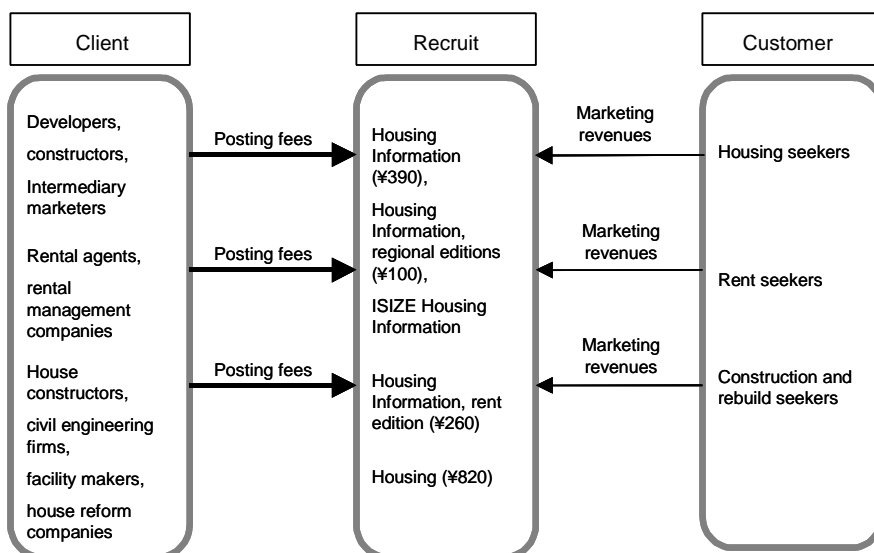 Client
Recruit
Customer
Developers,
constructors,
Intermediary
marketers
Rental agents,
rental
management
companies
House
constructors,
civil engineering
firms,
facility makers,
house reform
companies
Posting fees
Posting fees
Posting fees
Housing
Information
(¥390),
Housing
Information,
regional editions
(¥100),
ISIZE Housing
Information
Housing
Information, rent
edition (¥260)
Housing (¥820)
Marketing
revenues
Marketing
revenues
Marketing
revenues
Housing seekers
Rent seekers
Construction and
rebuild seekers